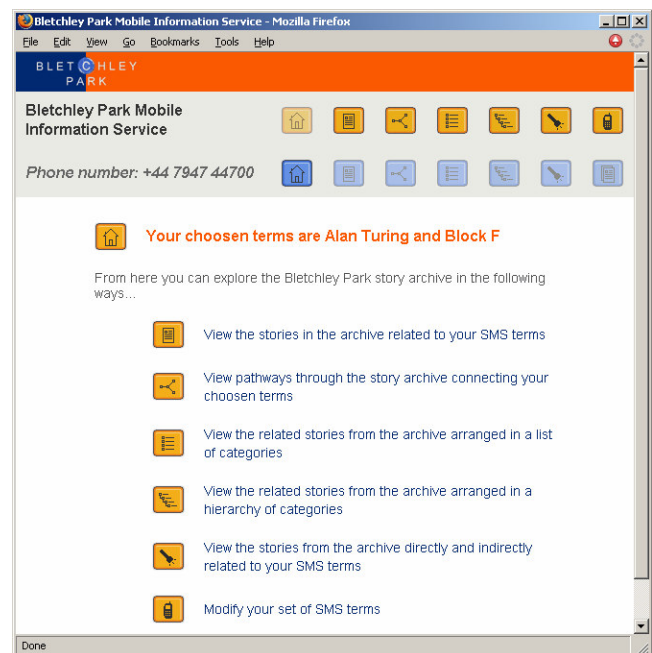 Bletchley Park Mobile Information Service - Mozilla Firefox
File Edit View Go Bookmarks Tools Help
BLETCHLEY
PARK
Bletchley Park Mobile
Information Service
Phone number: +44 7947 44700
Your choosen terms are Alan Turing and Block F
From here you can explore the Bletchley Park story archive in the following
ways...
View the stories in the archive related to your SMS terms
View pathways through the story archive connecting your
choosen terms
View the related stories from the archive arranged in a list
of categories
View the related stories from the archive arranged in a
hierarchy of categories
View the stories from the archive directly and indirectly
related to your SMS terms
Modify your set of SMS terms
Done